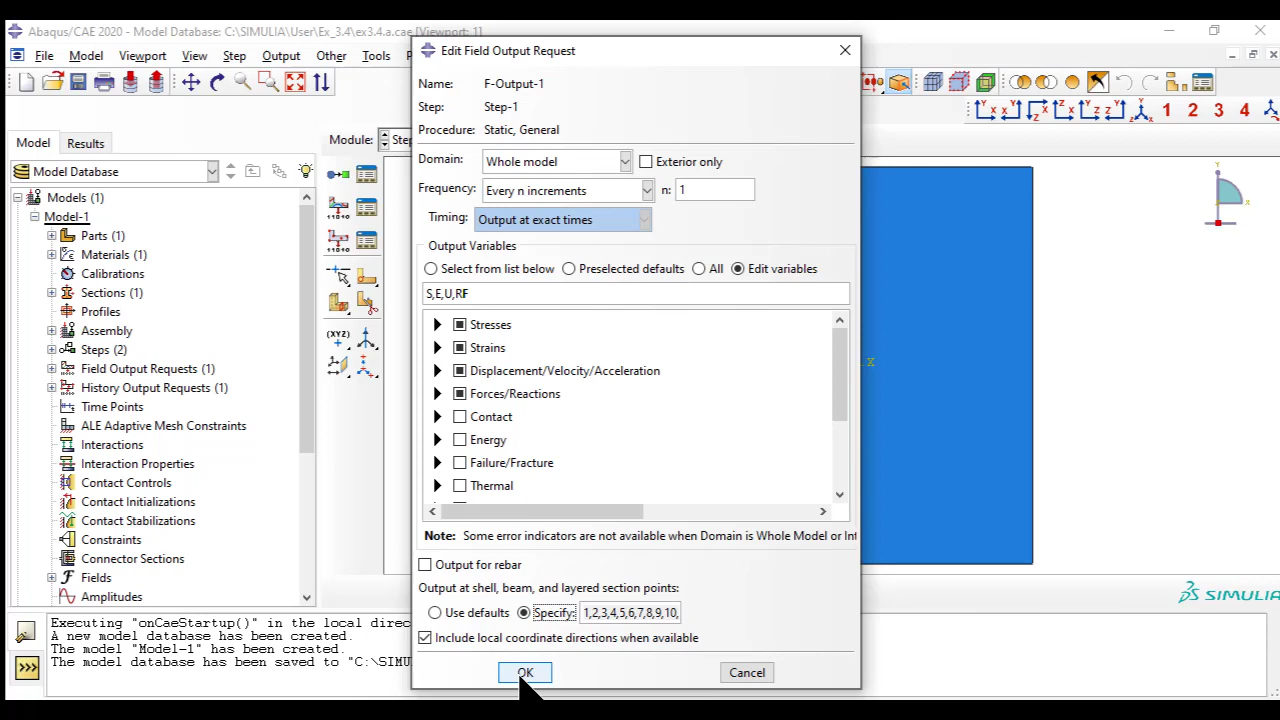 Abaqus/CAE 2020 - Model Database: C:\SIMULIA\User\Ex_3.4\ex3.4.a.cae [Viewport: 1]
File Model Viewport View Step Output Other Tools
Edit Field Output Request
Name: F-Output-1
Step: Step-1
Procedure: Static, General
Domain: Whole model Exterior only
Frequency: Every n increments n: 1
Timing: Output at exact times
Output Variables
Select from list below Preselected defaults All Edit variables
S,E,U,RF
Stresses
Strains
Displacement/Velocity/Acceleration
Forces/Reactions
Contact
Energy
Failure/Fracture
Thermal
Note: Some error indicators are not available when Domain is Whole Model or Int
Output for rebar
Output at shell, beam, and layered section points:
Use defaults Specify: 1,2,3,4,5,6,7,8,9,10,
Include local coordinate directions when available
OK Cancel
1 2 3 4
Model Results
Module: Step
Model Database
Models (1)
Model-1
Parts (1)
Materials (1)
Calibrations
Sections (1)
Profiles
Assembly
Steps (2)
Field Output Requests (1)
History Output Requests (1)
Time Points
ALE Adaptive Mesh Constraints
Interactions
Interaction Properties
Contact Controls
Contact Initializations
Contact Stabilizations
Constraints
Connector Sections
Fields
Amplitudes
(XYZ)
Y
X
X
SIMULIA
Executing "onCaeStartup()" in the local direc
A new model database has been created.
The model "Model-1" has been created.
The model database has been saved to "C:\SIMU
>>>